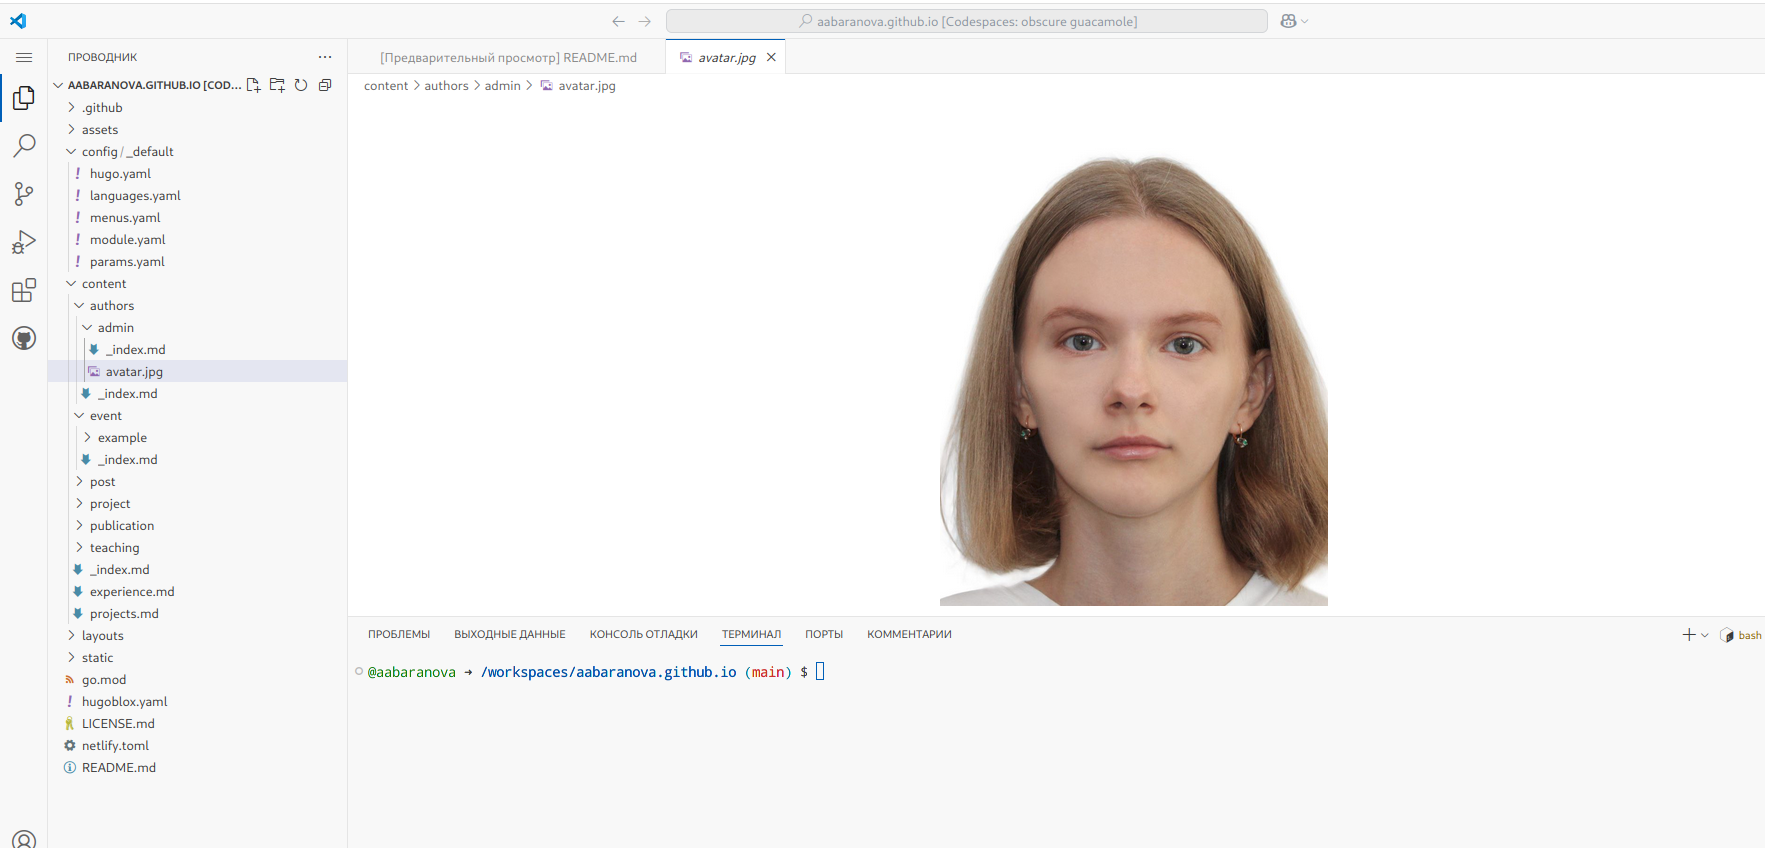 aabaranova.github.io [Codespaces: obscure guacamole]
ПРОВОДНИК
AABARANOVA.GITHUB.IO [COD...
.github
assets
config / _default
hugo.yaml
languages.yaml
menus.yaml
module.yaml
params.yaml
content
authors
admin
_index.md
avatar.jpg
_index.md
event
example
_index.md
post
project
publication
teaching
_index.md
experience.md
projects.md
layouts
static
go.mod
hugoblox.yaml
LICENSE.md
netlify.toml
README.md
[Предварительный просмотр] README.md
avatar.jpg
content > authors > admin > avatar.jpg
ПРОБЛЕМЫ ВЫХОДНЫЕ ДАННЫЕ КОНСОЛЬ ОТЛАДКИ ТЕРМИНАЛ ПОРТЫ КОММЕНТАРИИ
bash
@aabaranova → /workspaces/aabaranova.github.io (main) $